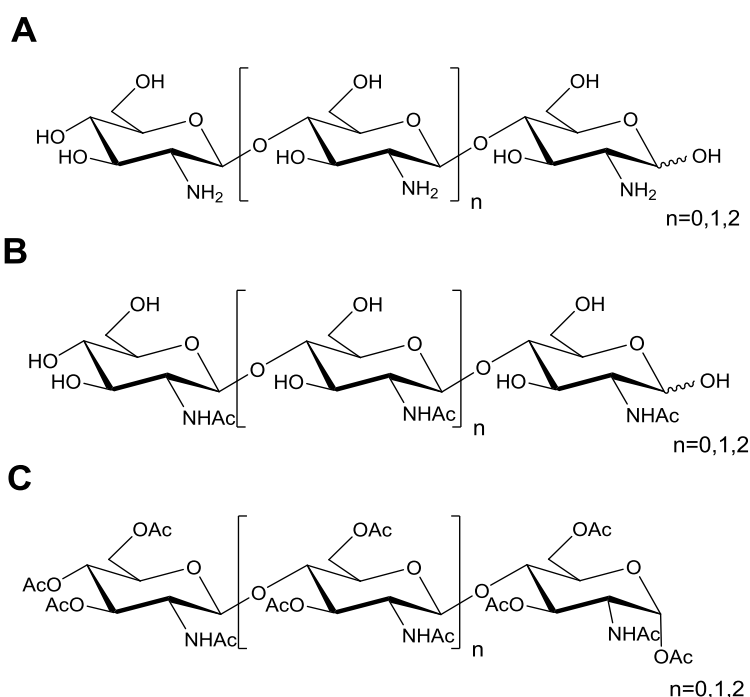 A
OH OH OH
O O O
HO O O
HO HO HO OH
NH2 NH2 NH2
n
n=0,1,2
B
OH OH OH
O O O
HO O O
HO HO HO OH
NHAc NHAc NHAc
n
n=0,1,2
C
OAc OAc OAc
O O O
AcO O O
AcO AcO AcO
NHAc NHAc NHAc
n OAc
n=0,1,2